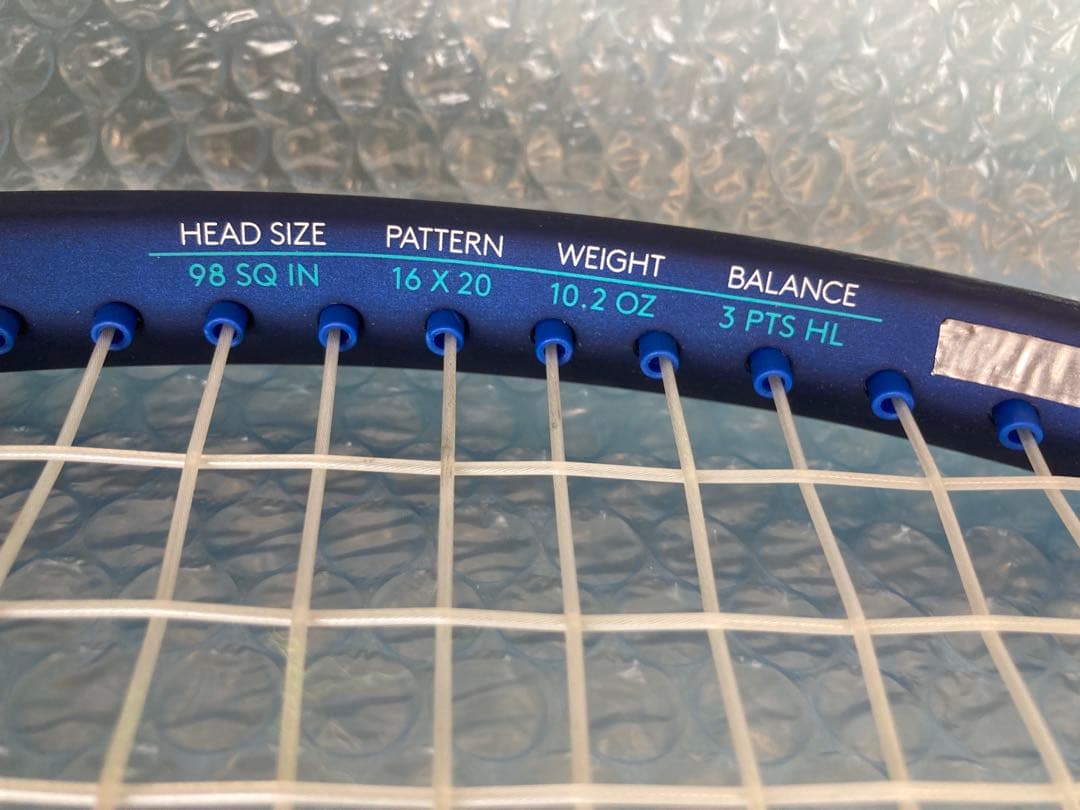 HEAD SIZE PATTERN WEIGHT BALANCE
98 SQ IN 16 X 20 10.2 OZ 3 PTS HL